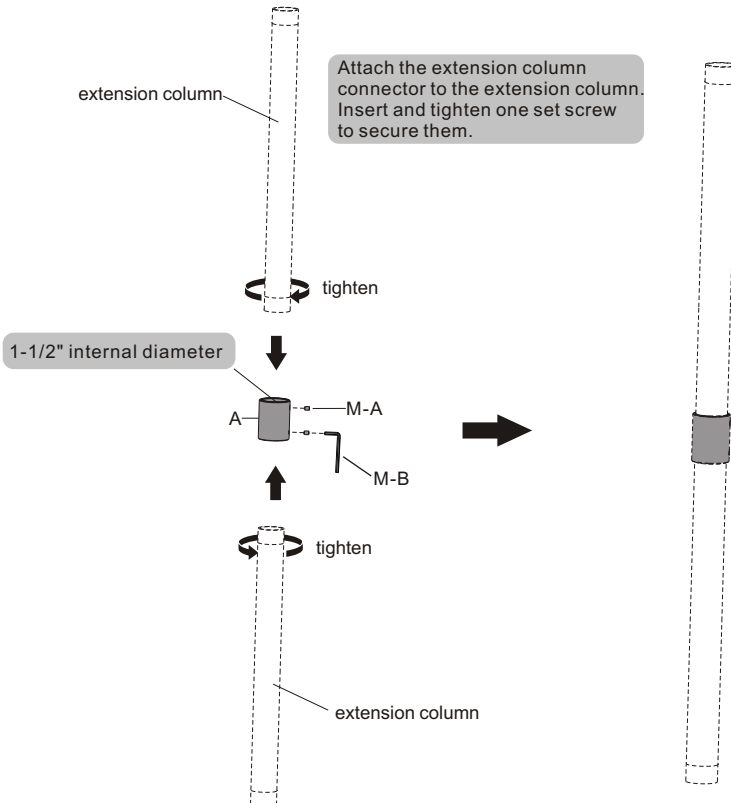 extension column
Attach the extension column
connector to the extension column.
Insert and tighten one set screw
to secure them.
tighten
1-1/2" internal diameter
A
M-A
M-B
tighten
extension column